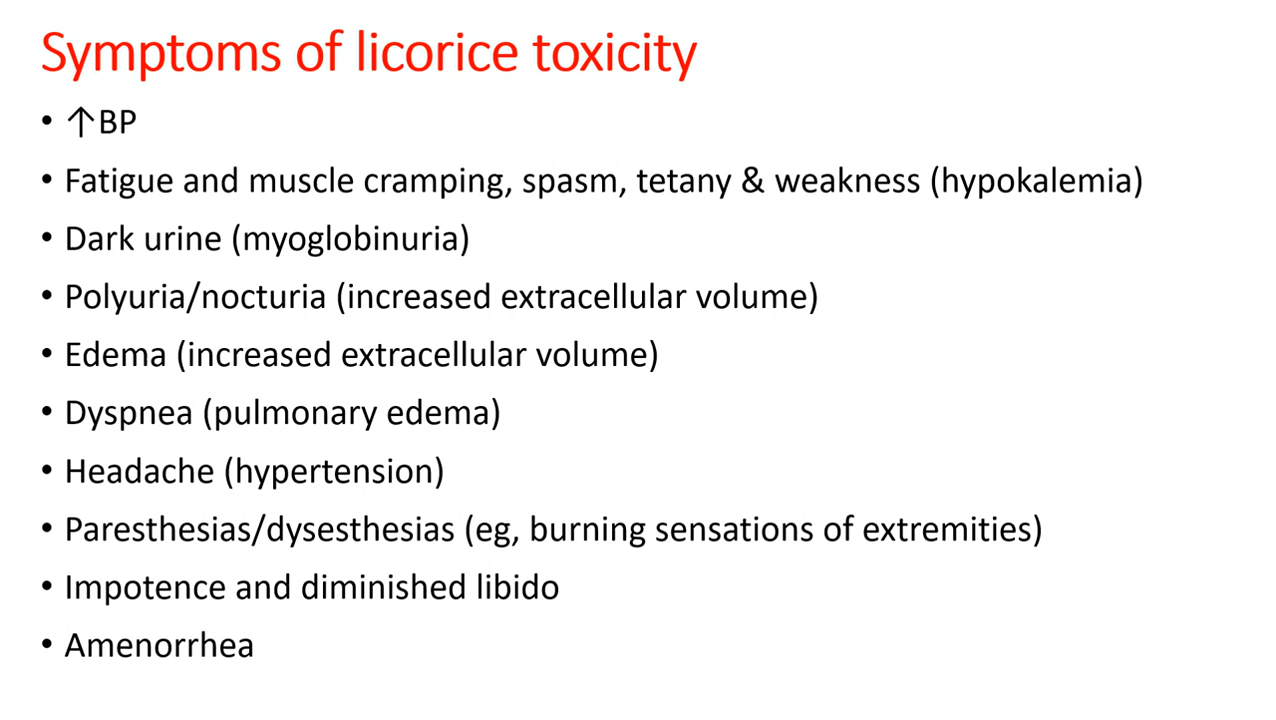 Symptoms of licorice toxicity
• ↑BP
• Fatigue and muscle cramping, spasm, tetany & weakness (hypokalemia)
• Dark urine (myoglobinuria)
• Polyuria/nocturia (increased extracellular volume)
• Edema (increased extracellular volume)
• Dyspnea (pulmonary edema)
• Headache (hypertension)
• Paresthesias/dysesthesias (eg, burning sensations of extremities)
• Impotence and diminished libido
• Amenorrhea